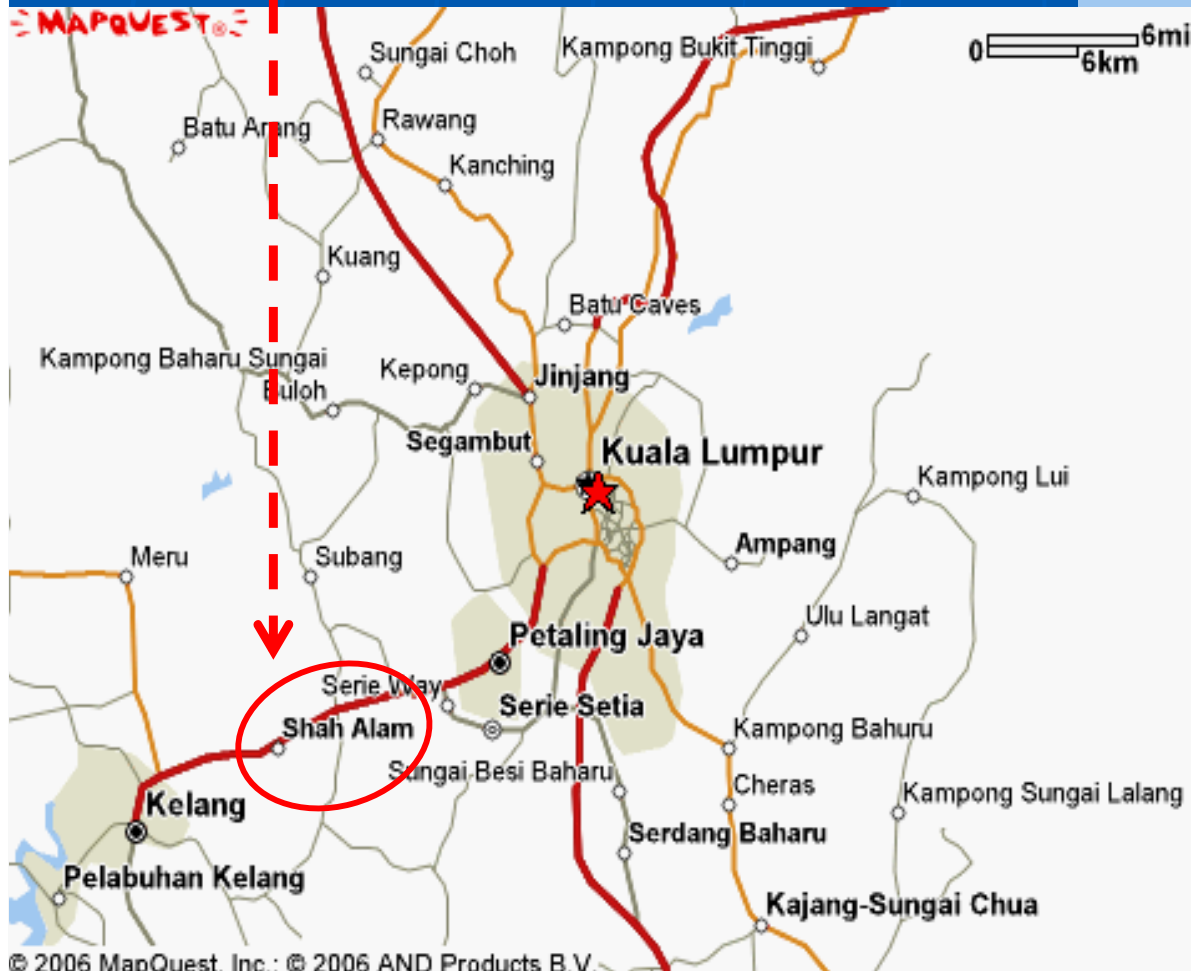 MAPQUEST®
Sungai Choh
Kampong Bukit Tinggi
0
6mi
6km
Batu Arang
Rawang
Kanching
Kuang
Batu Caves
Kampong Baharu Sungai
Buloh
Kepong
Jinjang
Segambut
Kuala Lumpur
Kampong Lui
Meru
Subang
Ampang
Ulu Langat
Petaling Jaya
Serie Way
Serie Setia
Shah Alam
Kampong Bahuru
Sungai Besi Baharu
Cheras
Kelang
Kampong Sungai Lalang
Serdang Baharu
Pelabuhan Kelang
Kajang-Sungai Chua
© 2006 MapQuest, Inc.; © 2006 AND Products B.V.